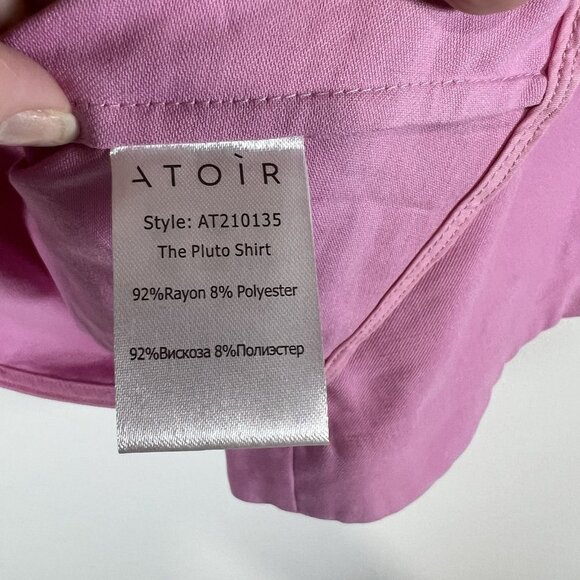 ATOÌR
Style: AT210135
The Pluto Shirt
92%Rayon 8% Polyester
92%Вискоза 8%Полиэстер